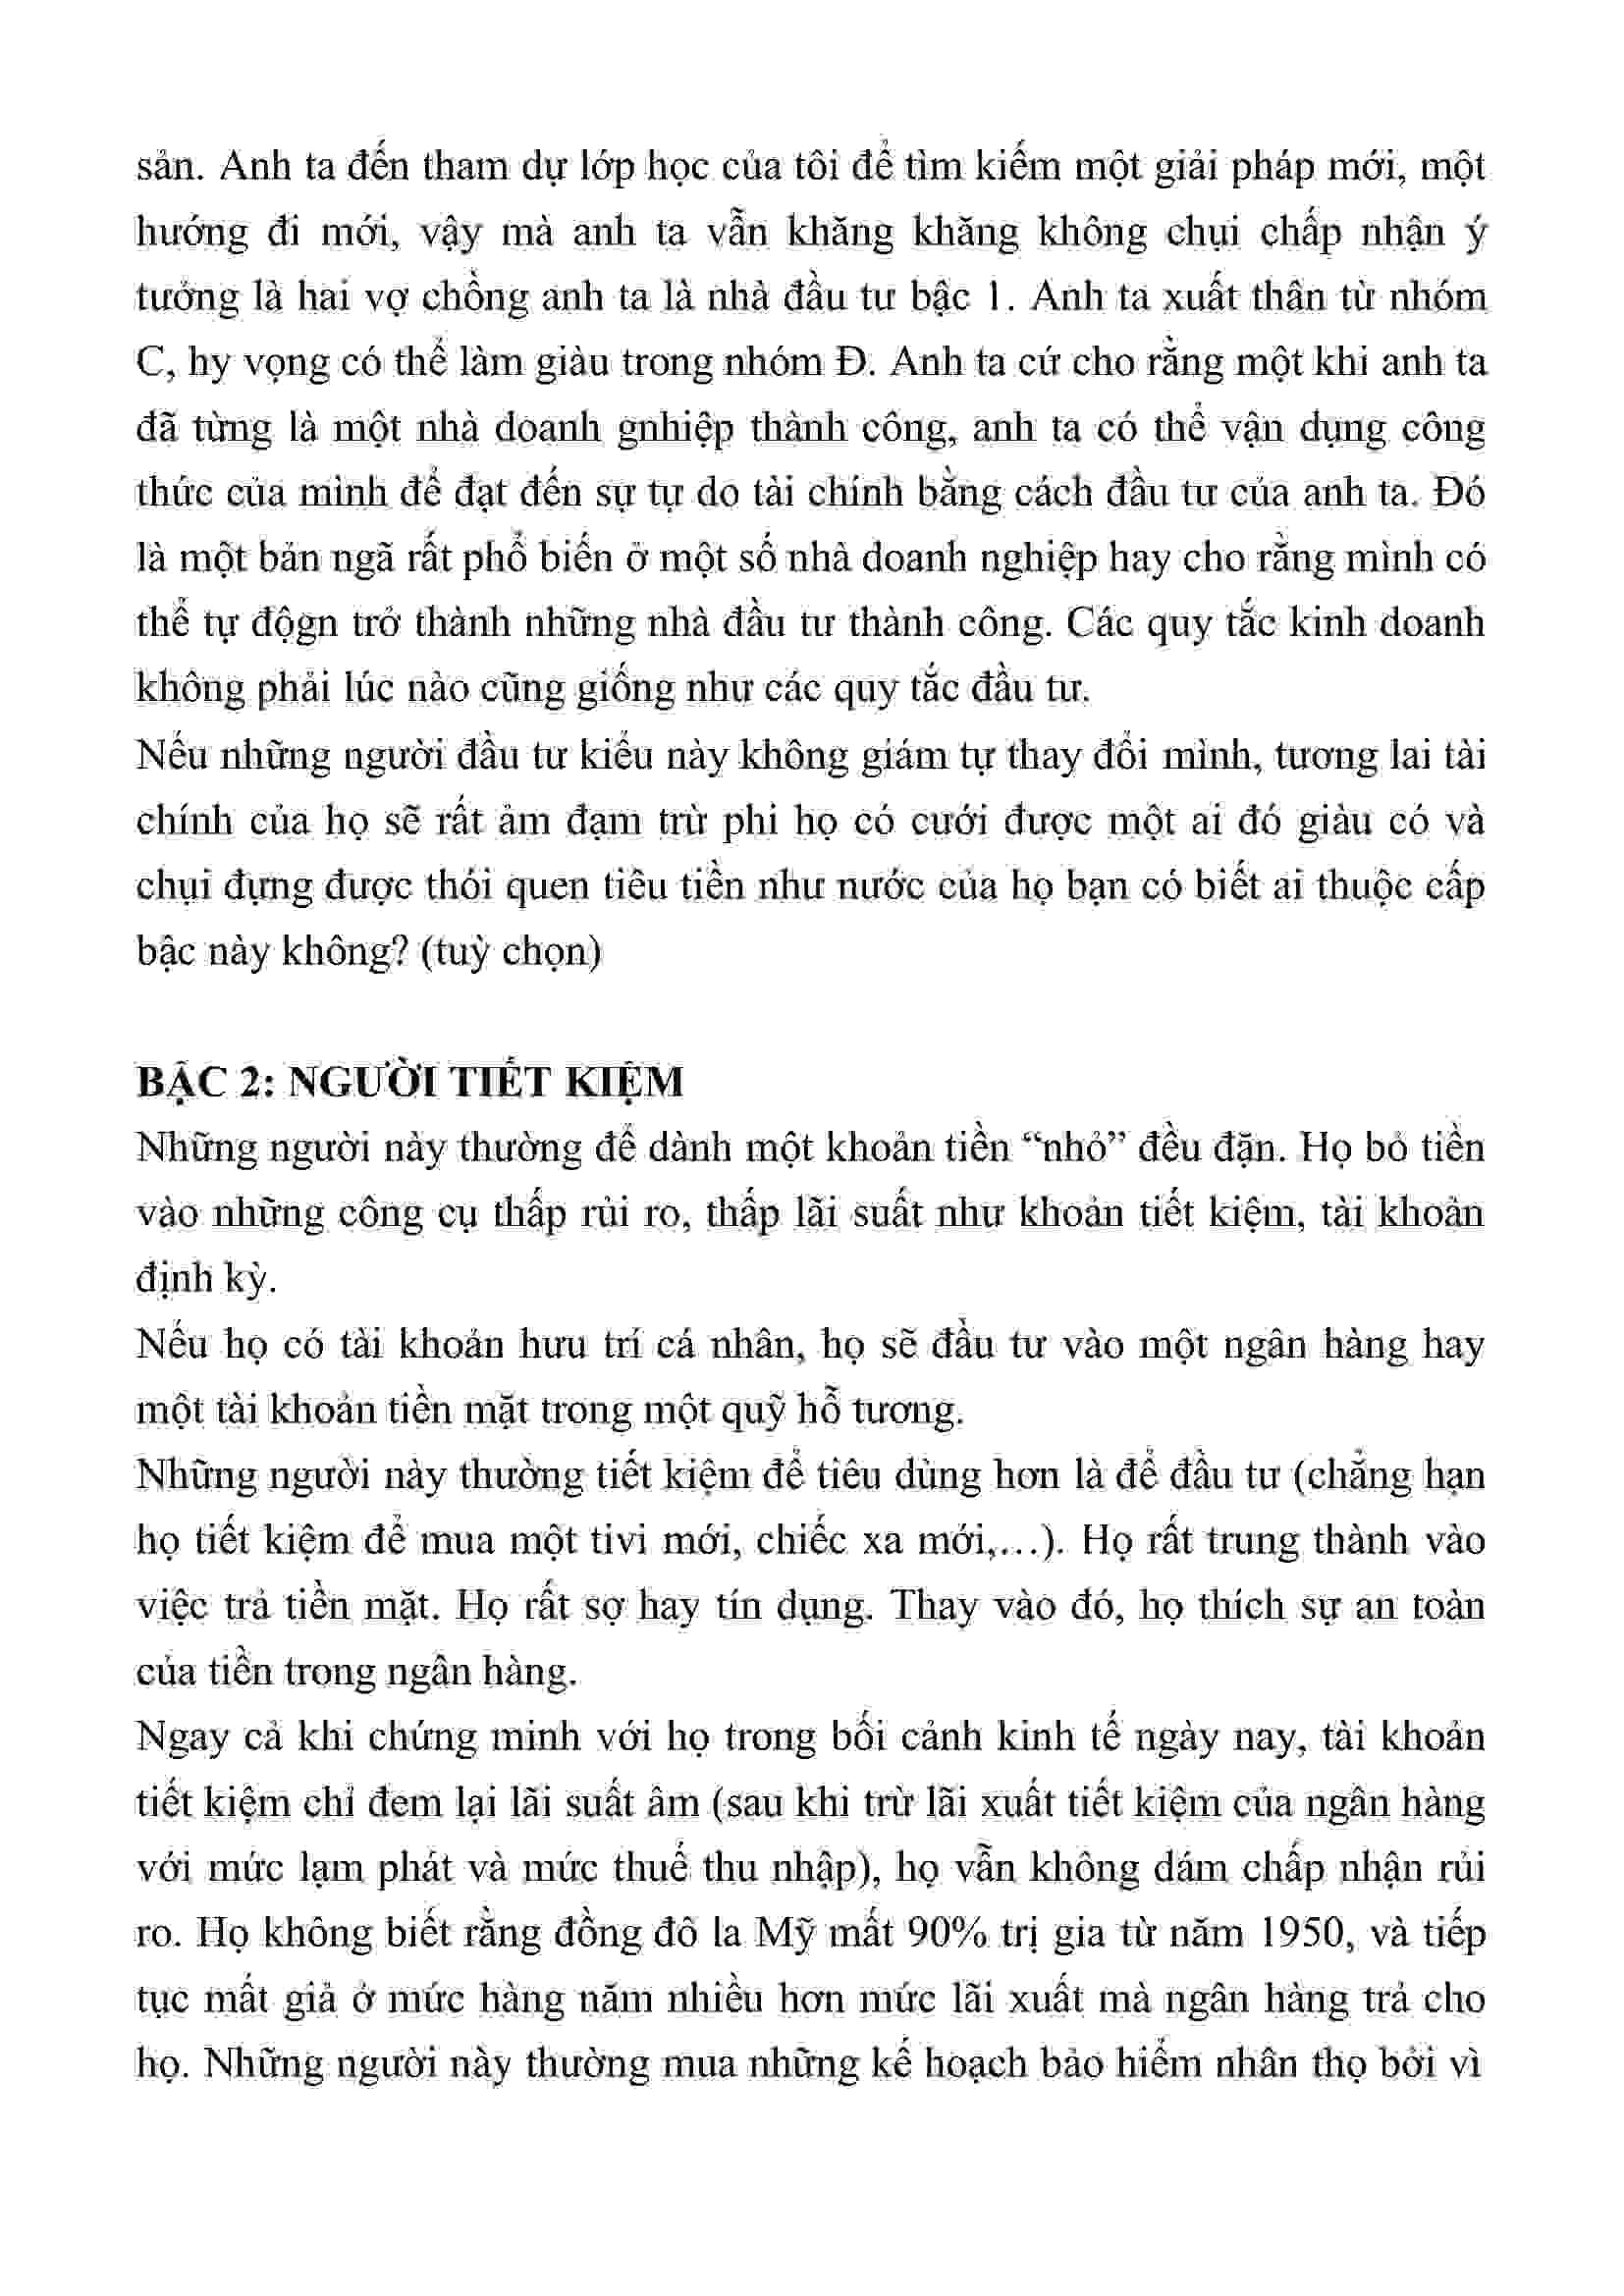 sản. Anh ta đến tham dự lớp học của tôi để tìm kiếm một giải pháp mới, một
hướng đi mới, vậy mà anh ta vẫn khăng khăng không chụi chấp nhận ý
tưởng là hai vợ chồng anh ta là nhà đầu tư bậc 1. Anh ta xuất thân từ nhóm
C, hy vọng có thể làm giàu trong nhóm Đ. Anh ta cứ cho rằng một khi anh ta
đã từng là một nhà doanh gnhiệp thành công, anh ta có thể vận dụng công
thức của mình để đạt đến sự tự do tài chính bằng cách đầu tư của anh ta. Đó
là một bản ngã rất phổ biến ở một số nhà doanh nghiệp hay cho rằng mình có
thể tự độgn trở thành những nhà đầu tư thành công. Các quy tắc kinh doanh
không phải lúc nào cũng giống như các quy tắc đầu tư.
Nếu những người đầu tư kiểu này không giám tự thay đổi mình, tương lai tài
chính của họ sẽ rất ảm đạm trừ phi họ có cưới được một ai đó giàu có và
chụi đựng được thói quen tiêu tiền như nước của họ bạn có biết ai thuộc cấp
bậc này không? (tuỳ chọn)
BẬC 2: NGƯỜI TIẾT KIỆM
Những người này thường để dành một khoản tiền “nhỏ” đều đặn. Họ bỏ tiền
vào những công cụ thấp rủi ro, thấp lãi suất như khoản tiết kiệm, tài khoản
định kỳ.
Nếu họ có tài khoản hưu trí cá nhân, họ sẽ đầu tư vào một ngân hàng hay
một tài khoản tiền mặt trong một quỹ hỗ tương.
Những người này thường tiết kiệm để tiêu dùng hơn là để đầu tư (chẳng hạn
họ tiết kiệm để mua một tivi mới, chiếc xa mới,…). Họ rất trung thành vào
việc trả tiền mặt. Họ rất sợ hay tín dụng. Thay vào đó, họ thích sự an toàn
của tiền trong ngân hàng.
Ngay cả khi chứng minh với họ trong bối cảnh kinh tế ngày nay, tài khoản
tiết kiệm chỉ đem lại lãi suất âm (sau khi trừ lãi xuất tiết kiệm của ngân hàng
với mức lạm phát và mức thuế thu nhập), họ vẫn không dám chấp nhận rủi
ro. Họ không biết rằng đồng đô la Mỹ mất 90% trị gia từ năm 1950, và tiếp
tục mất giả ở mức hàng năm nhiều hơn mức lãi xuất mà ngân hàng trả cho
họ. Những người này thường mua những kế hoạch bảo hiểm nhân thọ bởi vì